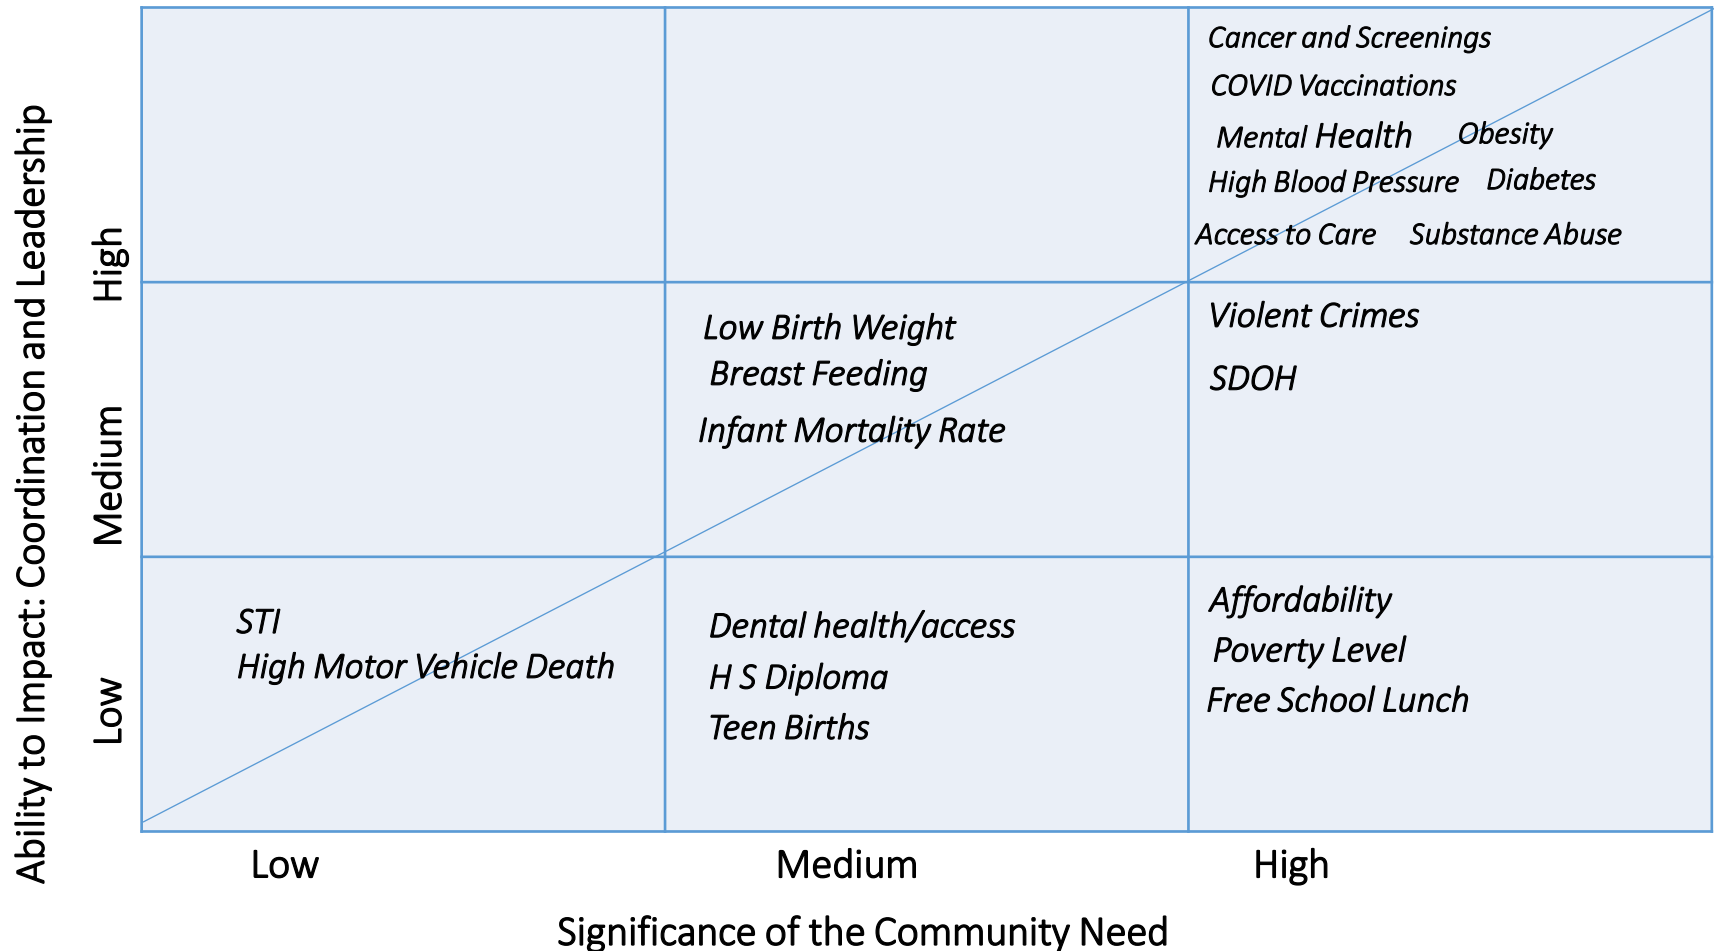 Ability to Impact: Coordination and Leadership
High
Medium
Low
Cancer and Screenings
COVID Vaccinations
Mental Health Obesity
High Blood Pressure Diabetes
Access to Care Substance Abuse
Low Birth Weight
Breast Feeding
Infant Mortality Rate
Violent Crimes
SDOH
STI
High Motor Vehicle Death
Dental health/access
H S Diploma
Teen Births
Affordability
Poverty Level
Free School Lunch
Low Medium High
Significance of the Community Need